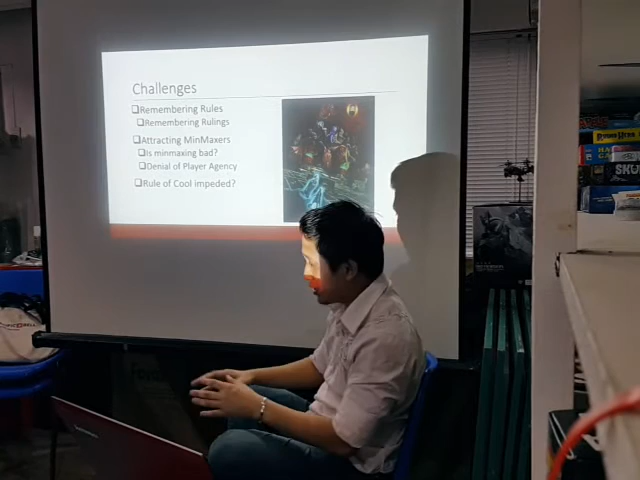 Challenges
❑Remembering Rules
❑Remembering Rulings
❑Attracting MinMaxers
❑Is minmaxing bad?
❑Denial of Player Agency
❑Rule of Cool impeded?